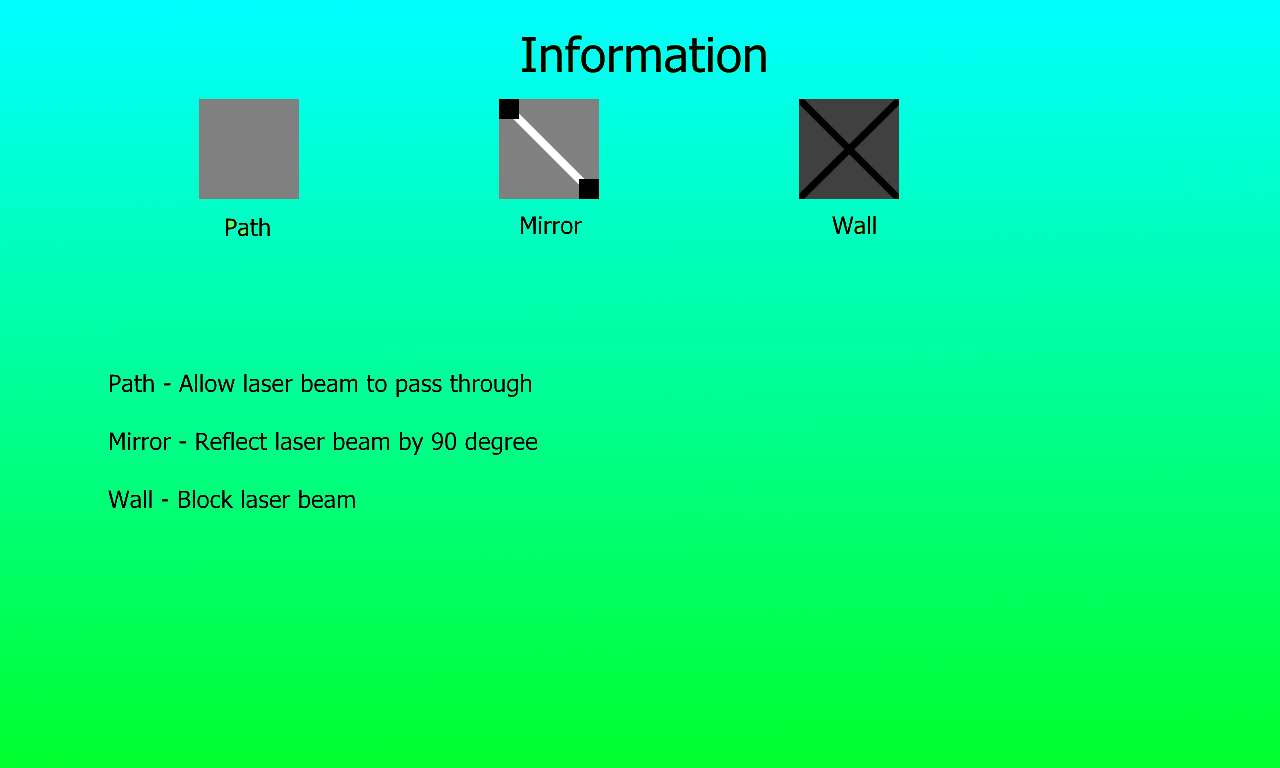 Information
Path
Mirror
Wall
Path - Allow laser beam to pass through
Mirror - Reflect laser beam by 90 degree
Wall - Block laser beam